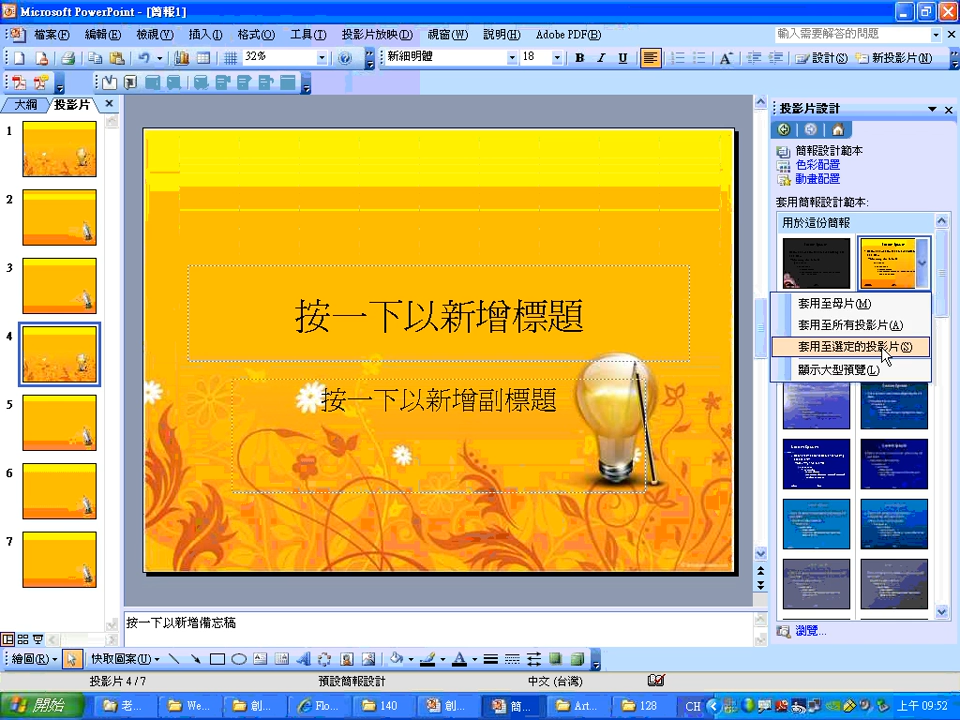 Microsoft PowerPoint - [簡報1]
檔案(F) 編輯(E) 檢視(V) 插入(I) 格式(O) 工具(T) 投影片放映(D) 視窗(W) 說明(H) Adobe PDF(B) 輸入需要解答的問題
32% 新細明體 18 B I U A 設計(S) 新投影片(N)
大綱 投影片
投影片設計
1
2
3
4
5
6
7
簡報設計範本
色彩配置
動畫配置
套用簡報設計範本:
用於這份簡報
套用至母片(M)
套用至所有投影片(A)
套用至選定的投影片(S)
顯示大型預覽(L)
瀏覽...
按一下以新增標題
按一下以新增副標題
按一下以新增備忘稿
繪圖(R) 快取圖案(U)
投影片 4 / 7 預設簡報設計 中文 (台灣)
開始 老... We... 創... Flo... 140 創... 簡... Art... 128 CH 上午 09:52